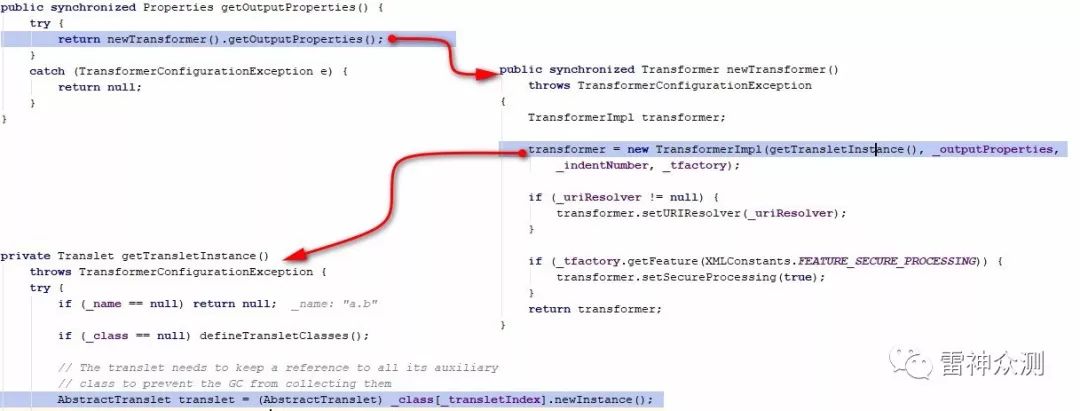 public synchronized Properties getOutputProperties() {
try {
return newTransformer().getOutputProperties();
}
catch (TransformerConfigurationException e) {
return null;
}
}
public synchronized Transformer newTransformer()
throws TransformerConfigurationException
{
TransformerImpl transformer;
transformer = new TransformerImpl(getTransletInstance(), _outputProperties,
_indentNumber, _tfactory);
if (_uriResolver != null) {
transformer.setURIResolver(_uriResolver);
}
if (_tfactory.getFeature(XMLConstants.FEATURE_SECURE_PROCESSING)) {
transformer.setSecureProcessing(true);
}
return transformer;
}
private Translet getTransletInstance()
throws TransformerConfigurationException {
try {
if (_name == null) return null; _name: "a.b"
if (_class == null) defineTransletClasses();
// The translet needs to keep a reference to all its auxiliary
// class to prevent the GC from collecting them
AbstractTranslet translet = (AbstractTranslet) _class[_transletIndex].newInstance();
雷神众测